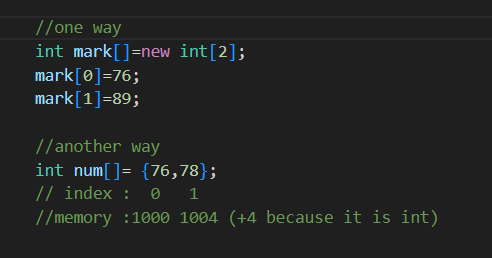 //one way
int mark[]=new int[2];
mark[0]=76;
mark[1]=89;
//another way
int num[]= {76,78};
// index :  0   1
//memory :1000 1004 (+4 because it is int)